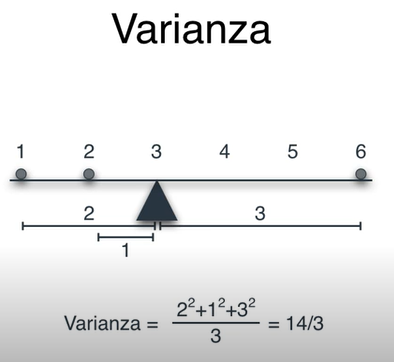 Varianza
1 2 3 4 5 6
2 3
1
Varianza = (2²+1²+3²)/3 = 14/3